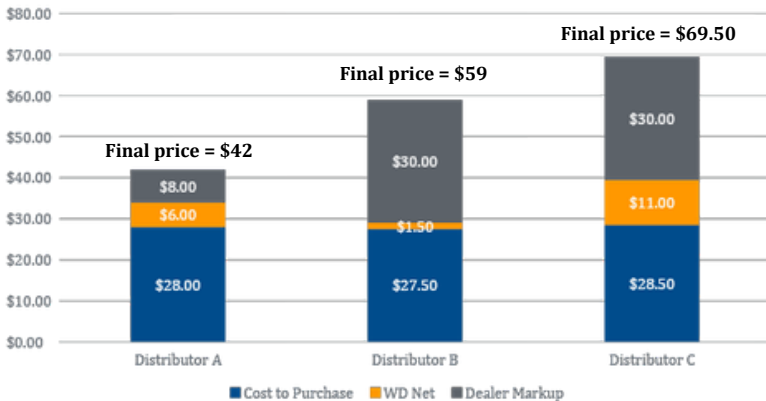 $80.00
Final price = $69.50
$70.00
Final price = $59
$60.00
$30.00
$50.00
$30.00
Final price = $42
$40.00
$8.00
$11.00
$30.00
$6.00
$1.50
$20.00
$28.00
$27.50
$28.50
$10.00
$0.00
Distributor A
Distributor B
Distributor C
Cost to Purchase
WD Net
Dealer Markup